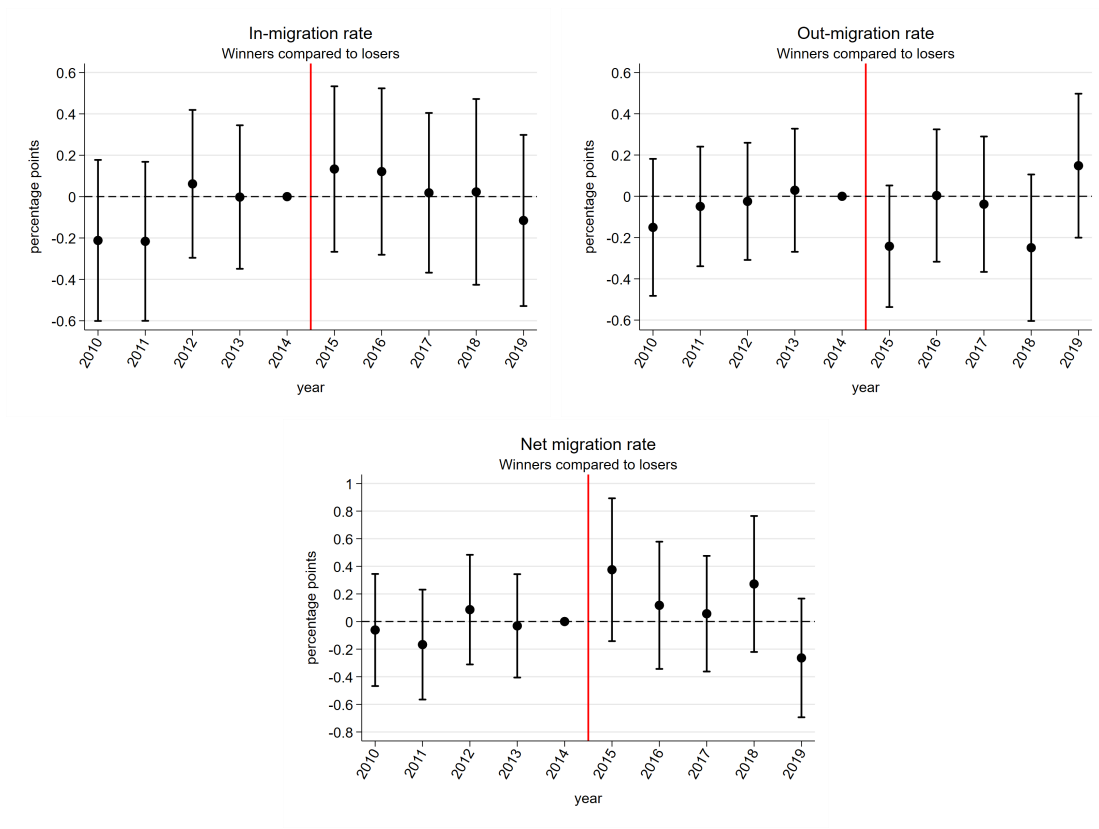 In-migration rate
Winners compared to losers
percentage points
0.6
0.4
0.2
0
-0.2
-0.4
-0.6
2010 2011 2012 2013 2014 2015 2016 2017 2018 2019
year
Out-migration rate
Winners compared to losers
percentage points
0.6
0.4
0.2
0
-0.2
-0.4
-0.6
2010 2011 2012 2013 2014 2015 2016 2017 2018 2019
year
Net migration rate
Winners compared to losers
percentage points
1
0.8
0.6
0.4
0.2
0
-0.2
-0.4
-0.6
-0.8
2010 2011 2012 2013 2014 2015 2016 2017 2018 2019
year